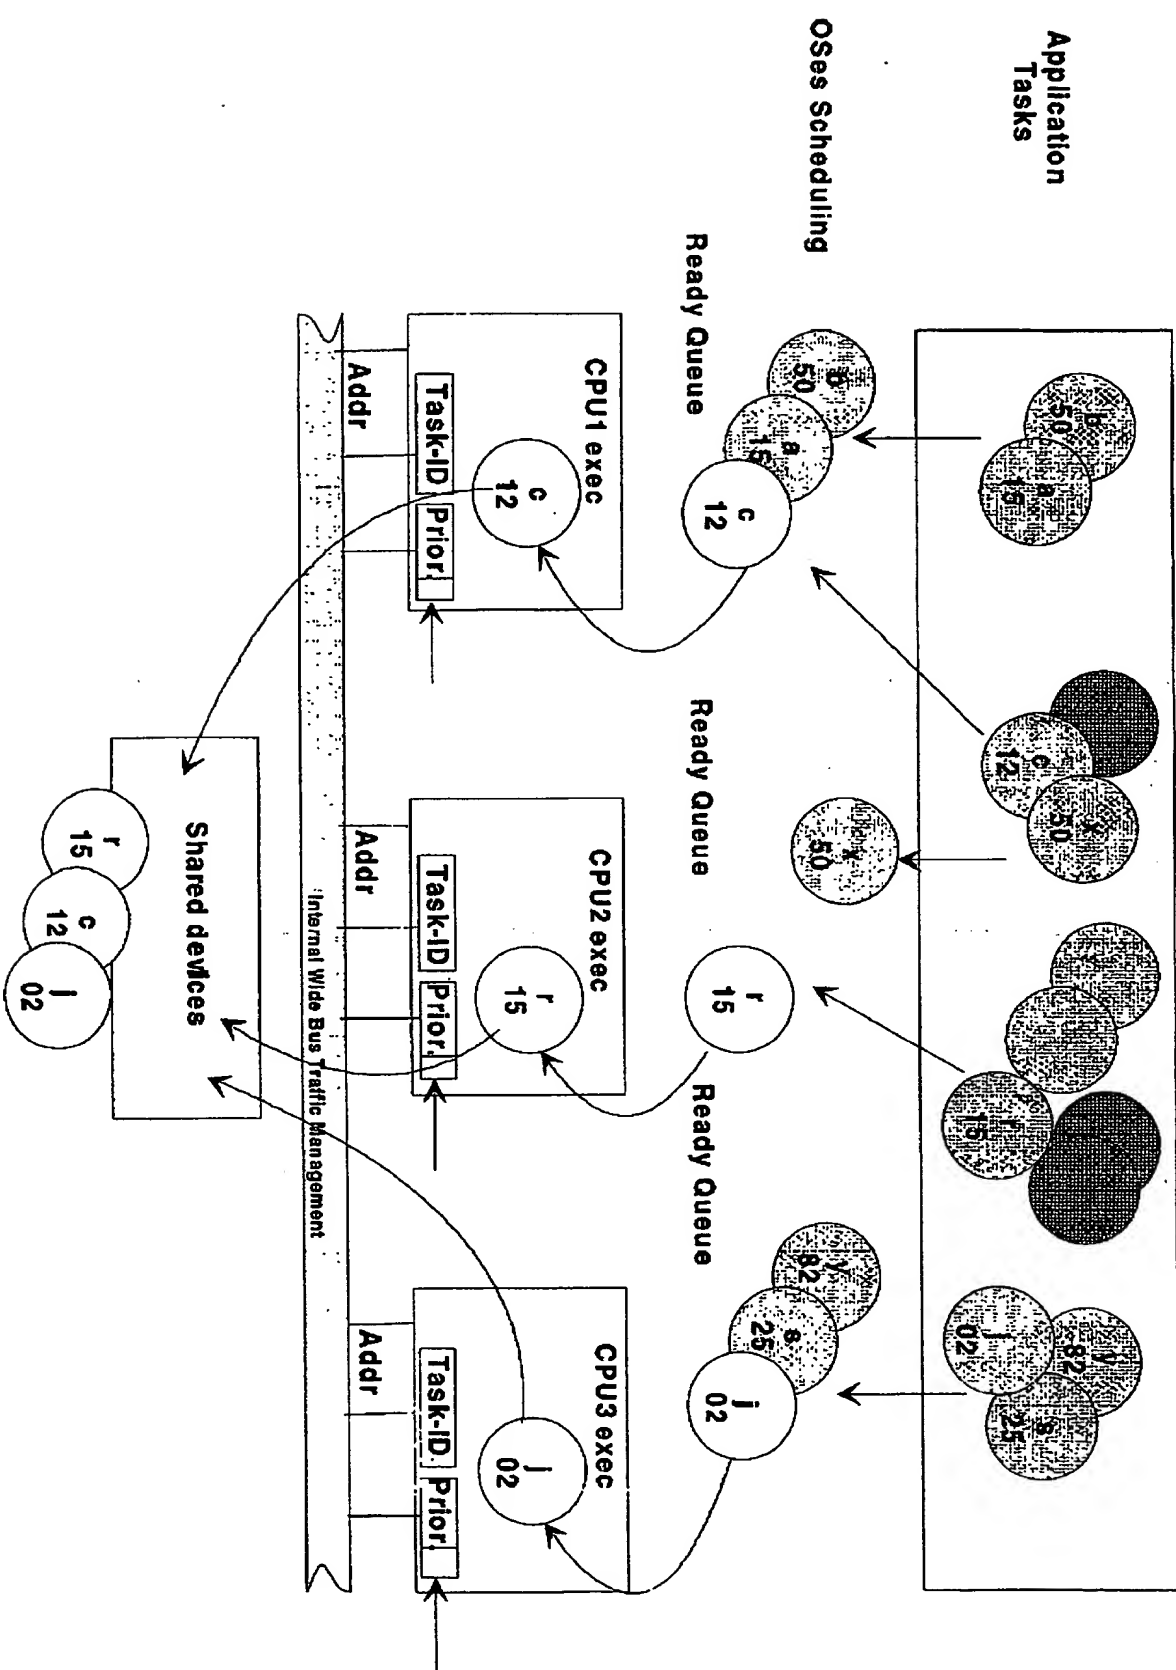 Application
Tasks
b
50
a
15
c
12
x
50
r
15
j
02
y
82
s
25
OSes Scheduling
b
50
a
15
c
12
x
50
r
15
y
82
s
25
j
02
Ready Queue
Ready Queue
Ready Queue
CPU1 exec
c
12
Task-ID
Prior.
Addr
CPU2 exec
r
15
Task-ID
Prior.
Addr
CPU3 exec
j
02
Task-ID
Prior.
Addr
Internal Wide Bus Traffic Management
Shared devices
r
15
c
12
j
02